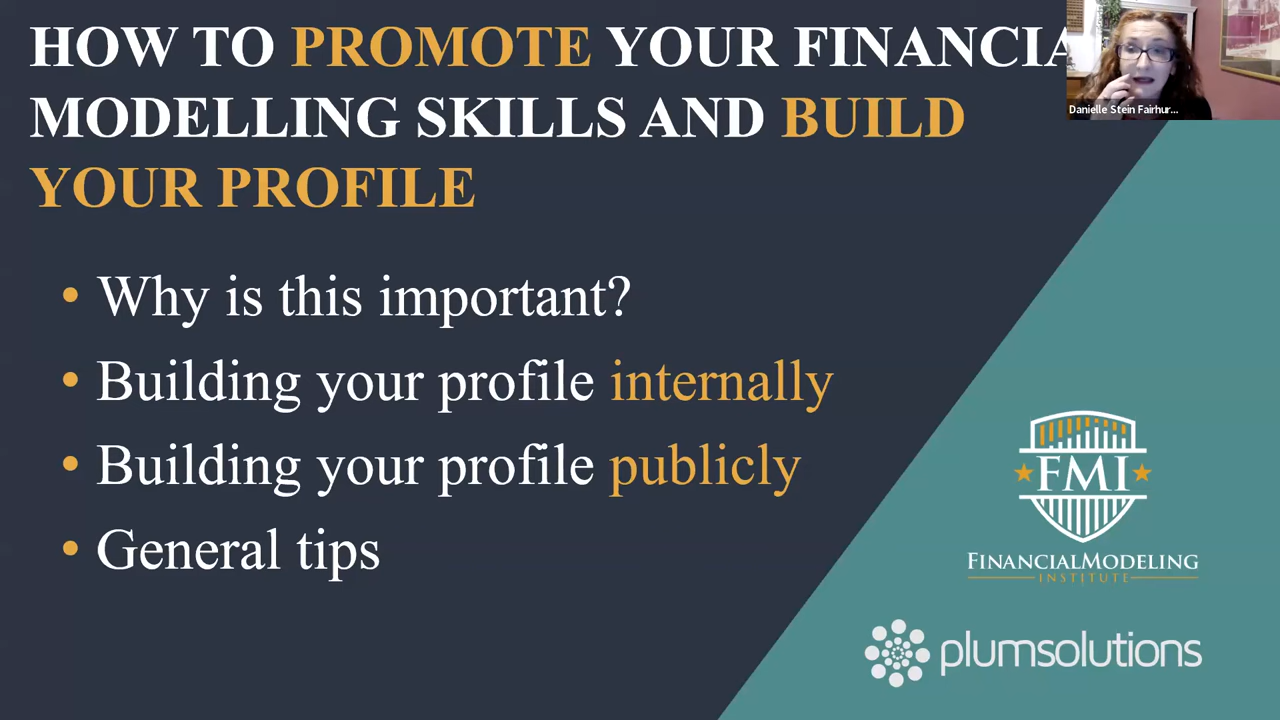 HOW TO PROMOTE YOUR FINANCIA
MODELLING SKILLS AND BUILD
YOUR PROFILE
Danielle Stein Fairhur...
• Why is this important?
• Building your profile internally
• Building your profile publicly
• General tips
FMI
FINANCIALMODELING
INSTITUTE
plumsolutions